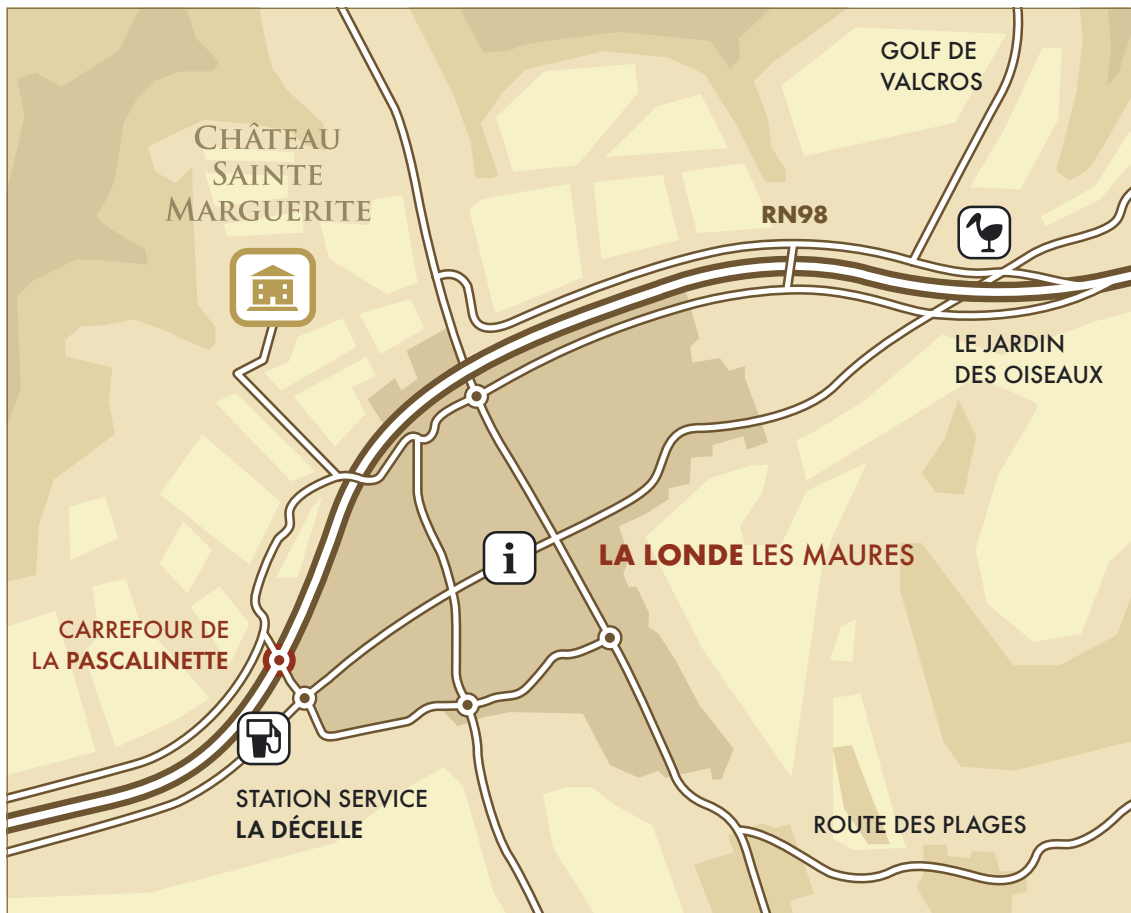 GOLF DE
VALCROS
CHÂTEAU
SAINTE
MARGUERITE
RN98
LE JARDIN
DES OISEAUX
i
LA LONDE LES MAURES
CARREFOUR DE
LA PASCALINETTE
STATION SERVICE
LA DÉCELLE
ROUTE DES PLAGES